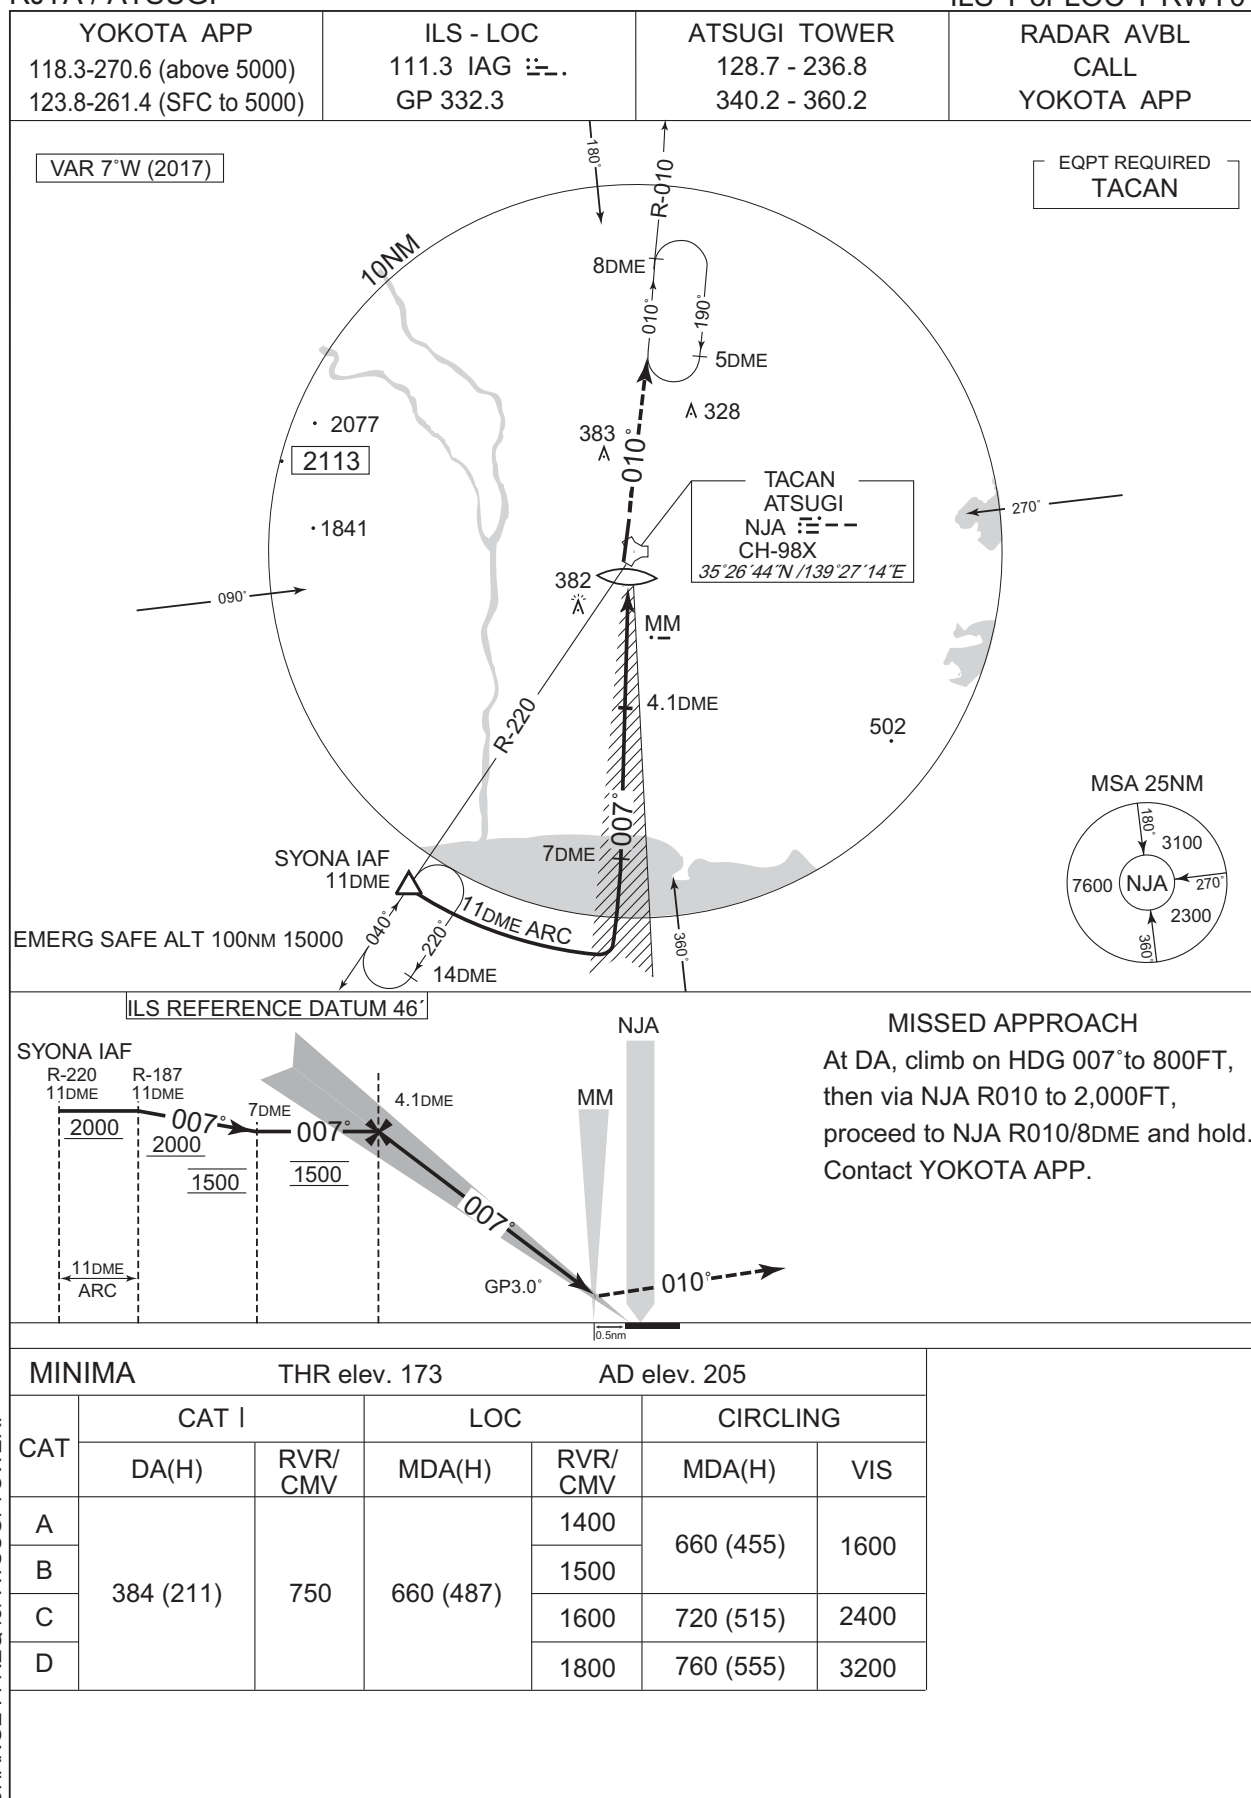 YOKOTA APP
118.3-270.6 (above 5000)
123.8-261.4 (SFC to 5000)
ILS - LOC
111.3 IAG
GP 332.3
ATSUGI TOWER
128.7 - 236.8
340.2 - 360.2
RADAR AVBL
CALL
YOKOTA APP
VAR 7°W (2017)
EQPT REQUIRED
TACAN
180°
R-010
10NM
8DME
010°
190°
5DME
328
383
010°
2077
2113
1841
TACAN
ATSUGI
NJA
CH-98X
35°26′44″N /139°27′14″E
270°
090°
382
MM
4.1DME
R-220
502
007°
7DME
SYONA IAF
11DME
11DME ARC
040°
220°
14DME
360°
EMERG SAFE ALT 100NM 15000
MSA 25NM
180°
3100
7600
NJA
270°
2300
360°
ILS REFERENCE DATUM 46′
SYONA IAF
R-220
11DME
R-187
11DME
2000
007°
2000
7DME
1500
007°
1500
4.1DME
007°
MM
NJA
GP3.0°
010°
0.5nm
11DME
ARC
MISSED APPROACH
At DA, climb on HDG 007°to 800FT,
then via NJA R010 to 2,000FT,
proceed to NJA R010/8DME and hold.
Contact YOKOTA APP.
MINIMA THR elev. 173 AD elev. 205
CAT CAT I LOC CIRCLING
DA(H) RVR/ CMV MDA(H) RVR/ CMV MDA(H) VIS
A 384 (211) 750 660 (487) 1400 660 (455) 1600
B 1500
C 1600 720 (515) 2400
D 1800 760 (555) 3200